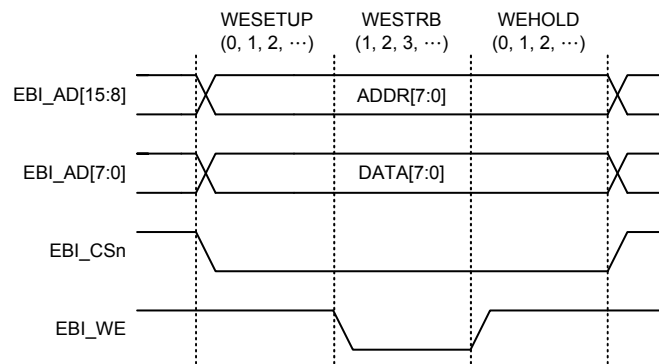 WESETUP WESTRB WEHOLD
(0, 1, 2, ⋯) (1, 2, 3, ⋯) (0, 1, 2, ⋯)
EBI_AD[15:8] ADDR[7:0]
EBI_AD[7:0] DATA[7:0]
EBI_CSn
EBI_WE